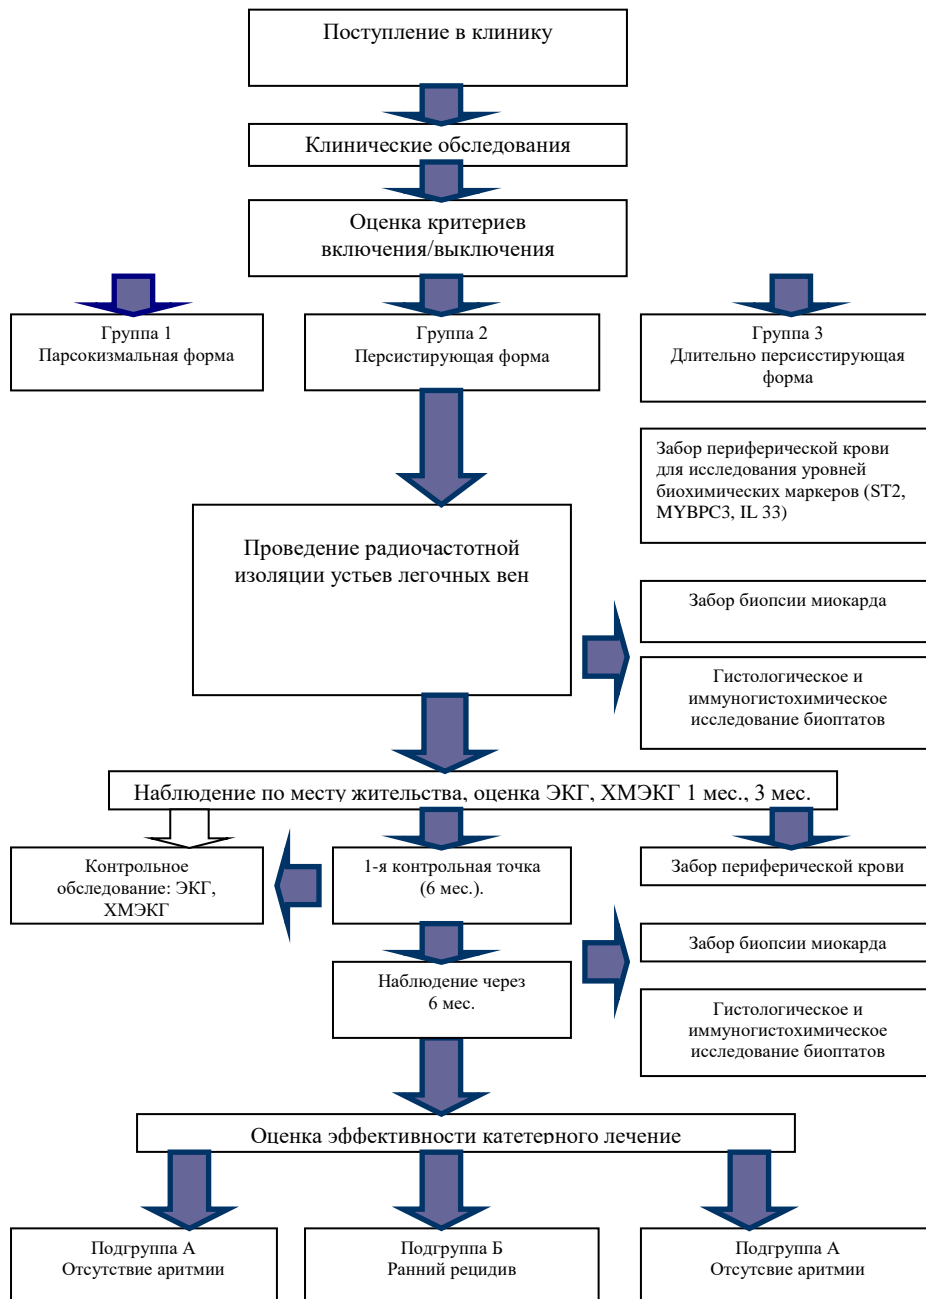 Поступление в клинику
Клинические обследования
Оценка критериев
включения/выключения
Группа 1
Парсокизмальная форма
Группа 2
Персистирующая форма
Группа 3
Длительно персисстирующая
форма
Забор периферической крови
для исследования уровней
биохимических маркеров (ST2,
MYBPC3, IL 33)
Проведение радиочастотной
изоляции устьев легочных вен
Забор биопсии миокарда
Гистологическое и
иммуногистохимическое
исследование биоптатов
Наблюдение по месту жительства, оценка ЭКГ, ХМЭКГ 1 мес., 3 мес.
Контрольное
обследование: ЭКГ,
ХМЭКГ
1-я контрольная точка
(6 мес.).
Забор периферической крови
Забор биопсии миокарда
Наблюдение через
6 мес.
Гистологическое и
иммуногистохимическое
исследование биоптатов
Оценка эффективности катетерного лечение
Подгруппа А
Отсутствие аритмии
Подгруппа Б
Ранний рецидив
Подгруппа А
Отсутсвие аритмии